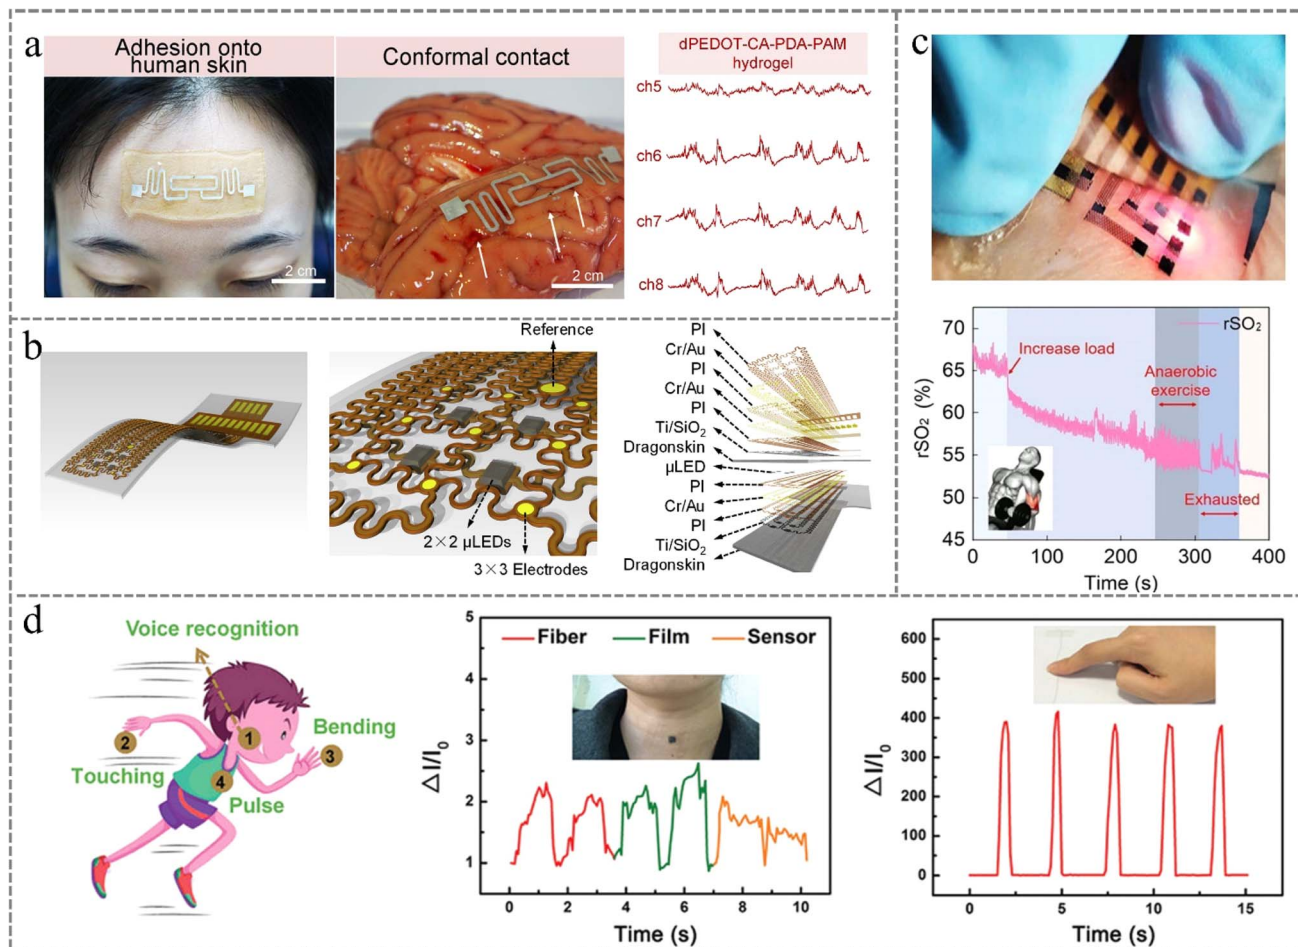 a
Adhesion onto
human skin
2 cm
Conformal contact
2 cm
dPEDOT-CA-PDA-PAM
hydrogel
ch5
ch6
ch7
ch8
b
Reference
2×2 µLEDs
3×3 Electrodes
PI
Cr/Au
PI
Cr/Au
PI
Ti/SiO₂
Dragonskin
µLED
PI
Cr/Au
PI
Ti/SiO₂
Dragonskin
c
rSO₂ (%)
70
65
60
55
50
45
rSO₂
Increase load
Anaerobic
exercise
Exhausted
0 100 200 300 400
Time (s)
d
Voice recognition
1
2
Bending
3
Touching
4
Pulse
ΔI/I₀
5
4
3
2
1
Fiber Film Sensor
0 2 4 6 8 10
Time (s)
ΔI/I₀
600
500
400
300
200
100
0
0 5 10 15
Time (s)